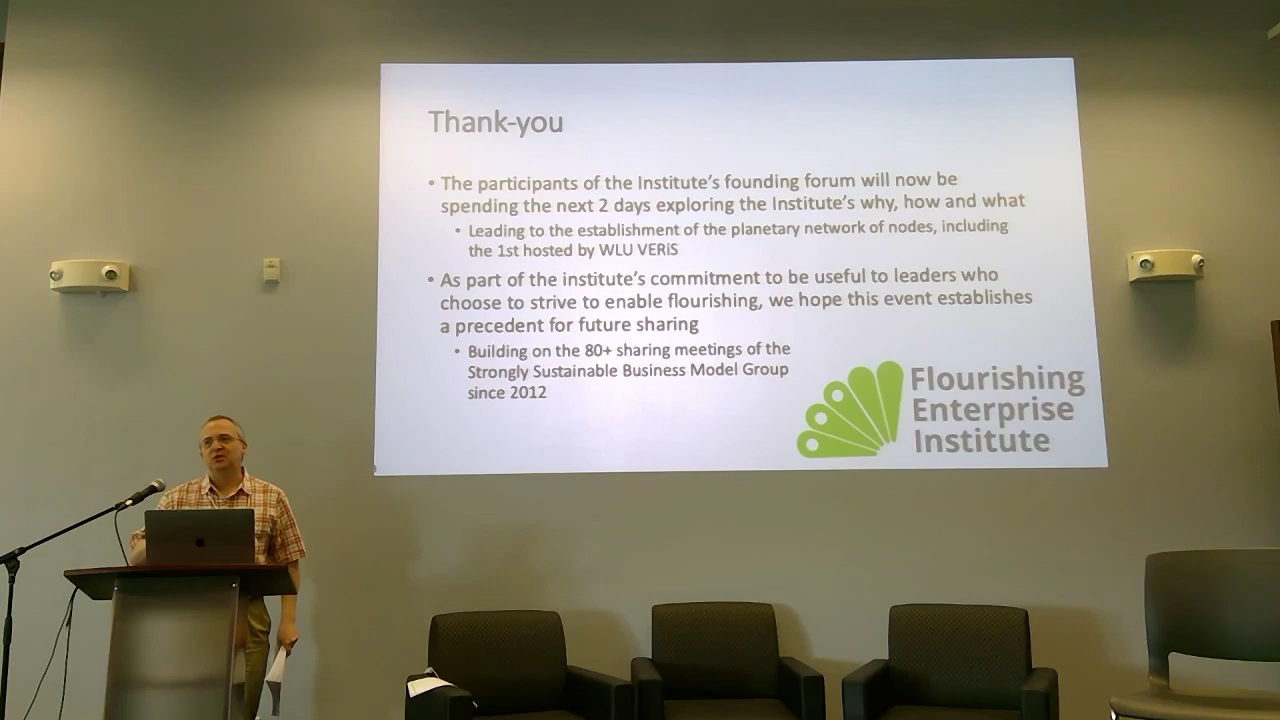 Thank-you
• The participants of the Institute's founding forum will now be
spending the next 2 days exploring the Institute's why, how and what
• Leading to the establishment of the planetary network of nodes, including
the 1st hosted by WLU VERiS
• As part of the institute's commitment to be useful to leaders who
choose to strive to enable flourishing, we hope this event establishes
a precedent for future sharing
• Building on the 80+ sharing meetings of the
Strongly Sustainable Business Model Group
since 2012
Flourishing
Enterprise
Institute